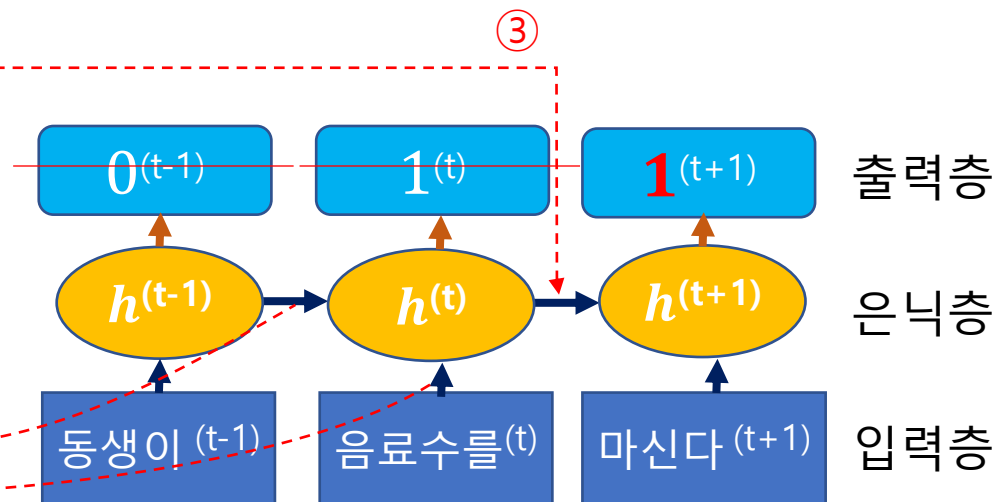 ③
0(t-1) 1(t) 1(t+1) 출력층
h(t-1) h(t) h(t+1) 은닉층
동생이 (t-1) 음료수를(t) 마신다 (t+1) 입력층